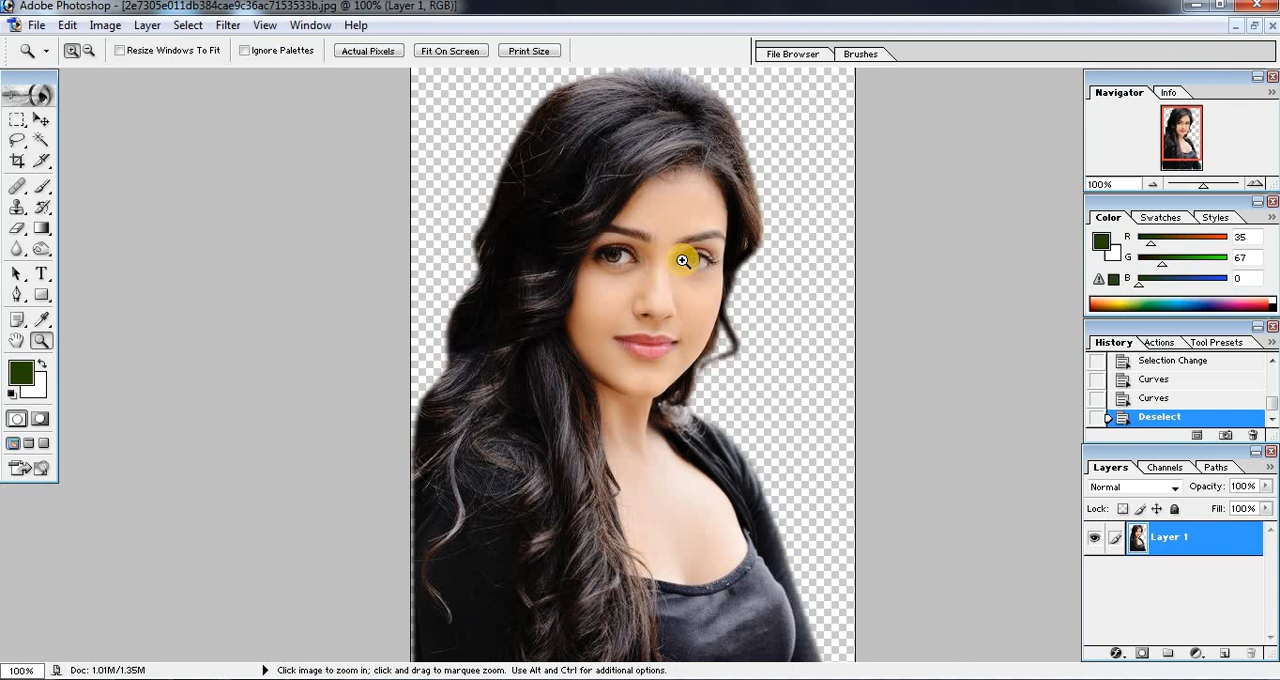 Adobe Photoshop - [2e7305e011db384cae9c36ac7153533b.jpg @ 100% (Layer 1, RGB)]
File Edit Image Layer Select Filter View Window Help
Resize Windows To Fit Ignore Palettes Actual Pixels Fit On Screen Print Size File Browser Brushes
Navigator Info
100%
Color Swatches Styles
R 35
G 67
B 0
History Actions Tool Presets
Selection Change
Curves
Curves
Deselect
Layers Channels Paths
Normal Opacity: 100%
Lock: Fill: 100%
Layer 1
100% Doc: 1.01M/1.35M Click image to zoom in; click and drag to marquee zoom. Use Alt and Ctrl for additional options.